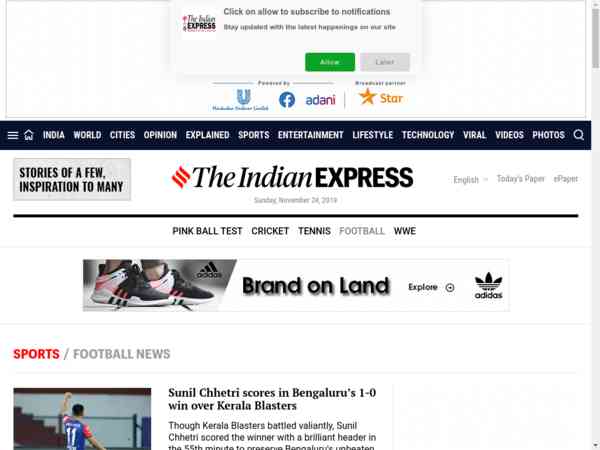 Click on allow to subscribe to notifications
Stay updated with the latest happenings on our site
The Indian EXPRESS
Allow Later
Powered by Broadcast partner
Hindustan Unilever Limited adani Star
INDIA WORLD CITIES OPINION EXPLAINED SPORTS ENTERTAINMENT LIFESTYLE TECHNOLOGY VIRAL VIDEOS PHOTOS
STORIES OF A FEW,
INSPIRATION TO MANY
The Indian EXPRESS
English Today's Paper ePaper
Sunday, November 24, 2019
PINK BALL TEST CRICKET TENNIS FOOTBALL WWE
adidas Brand on Land Explore adidas
SPORTS / FOOTBALL NEWS
Sunil Chhetri scores in Bengaluru's 1-0
win over Kerala Blasters
Though Kerala Blasters battled valiantly, Sunil
Chhetri scored the winner with a brilliant header in
the 55th minute to preserve Bengaluru's unbeaten
11